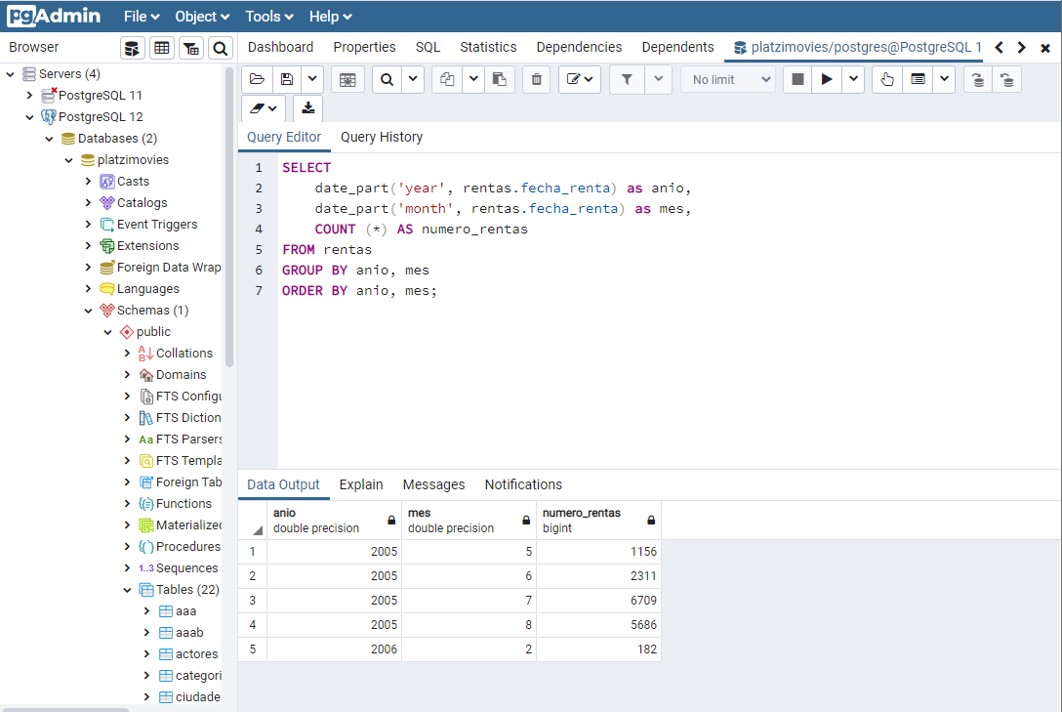 pgAdmin File Object Tools Help
Browser
Dashboard Properties SQL Statistics Dependencies Dependents platzimovies/postgres@PostgreSQL 1
No limit
Servers (4)
PostgreSQL 11
PostgreSQL 12
Databases (2)
platzimovies
Casts
Catalogs
Event Triggers
Extensions
Foreign Data Wrap
Languages
Schemas (1)
public
Collations
Domains
FTS Configu
FTS Diction
FTS Parsers
FTS Templa
Foreign Tab
Functions
Materialized
Procedures
1..3 Sequences
Tables (22)
aaa
aaab
actores
categori
ciudade
Query Editor Query History
1 SELECT
2 date_part('year', rentas.fecha_renta) as anio,
3 date_part('month', rentas.fecha_renta) as mes,
4 COUNT (*) AS numero_rentas
5 FROM rentas
6 GROUP BY anio, mes
7 ORDER BY anio, mes;
Data Output Explain Messages Notifications
anio mes numero_rentas
double precision double precision bigint
1 2005 5 1156
2 2005 6 2311
3 2005 7 6709
4 2005 8 5686
5 2006 2 182